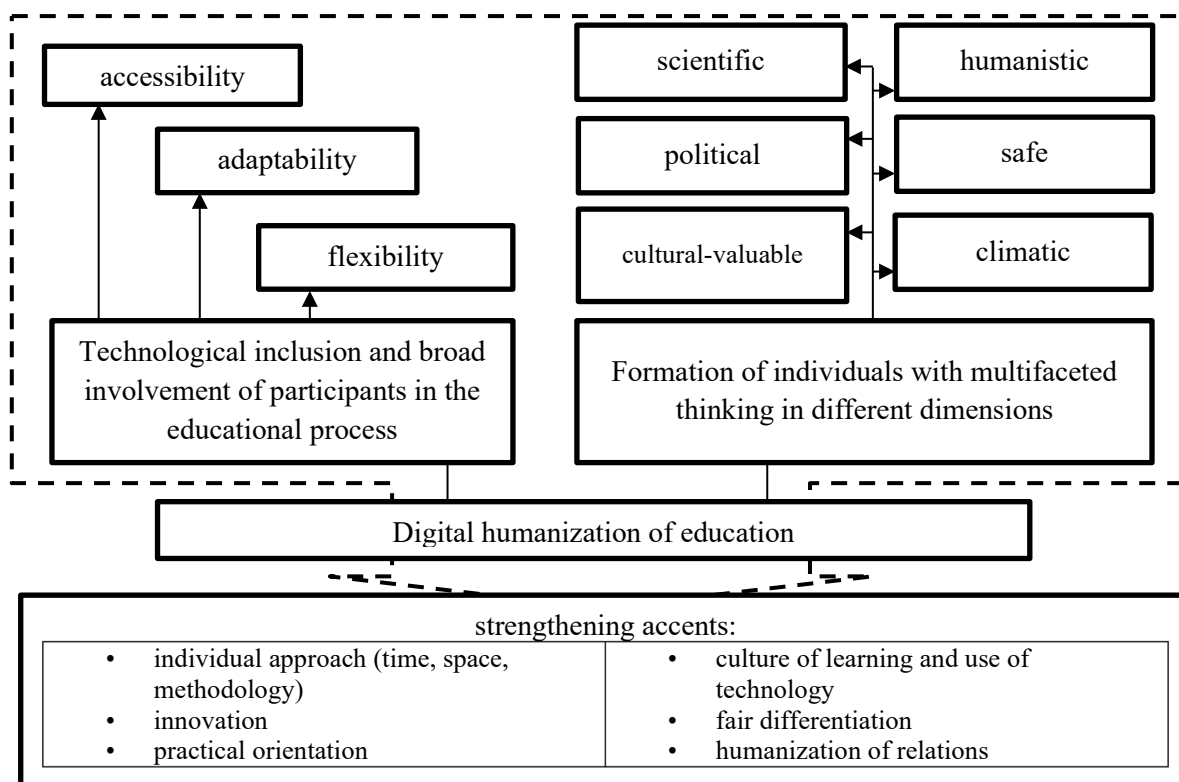 accessibility
adaptability
flexibility
Technological inclusion and broad
involvement of participants in the
educational process
scientific
humanistic
political
safe
cultural-valuable
climatic
Formation of individuals with multifaceted
thinking in different dimensions
Digital humanization of education
strengthening accents:
• individual approach (time, space,
methodology)
• innovation
• practical orientation
• culture of learning and use of
technology
• fair differentiation
• humanization of relations